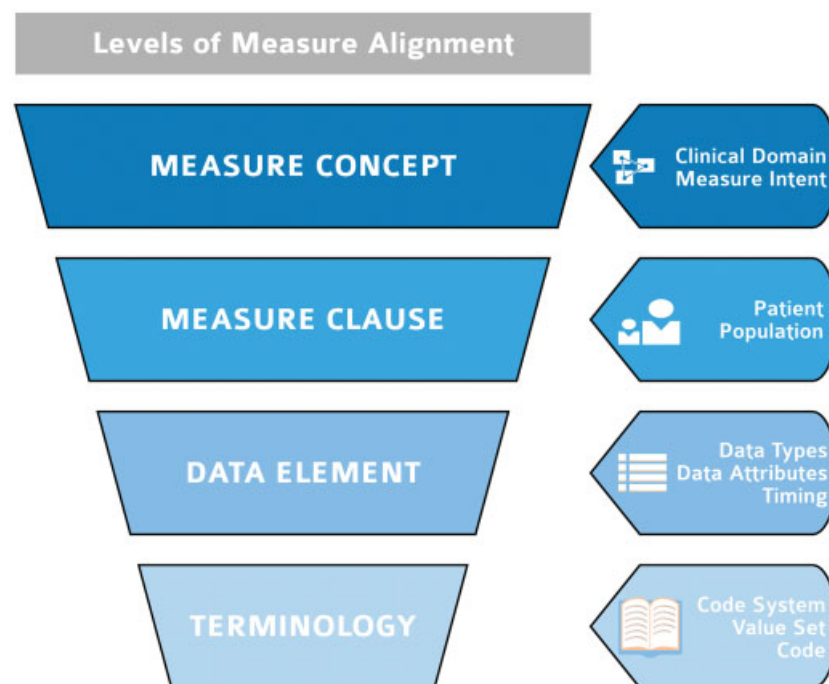 Levels of Measure Alignment
MEASURE CONCEPT
Clinical Domain
Measure Intent
MEASURE CLAUSE
Patient
Population
DATA ELEMENT
Data Types
Data Attributes
Timing
TERMINOLOGY
Code System
Value Set
Code